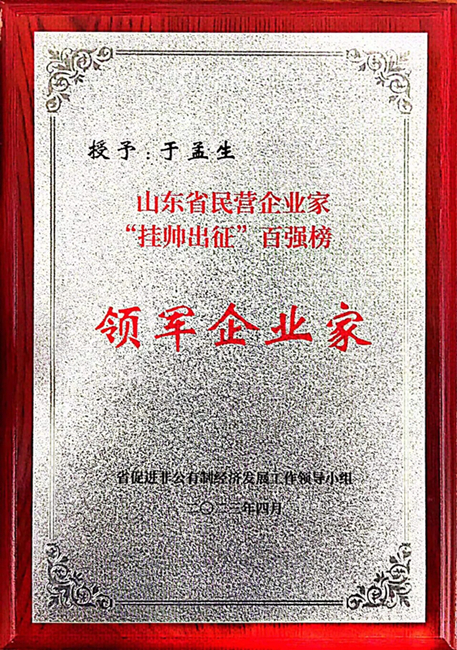 授予:于孟生
山东省民营企业家
“挂帅出征”百强榜
领军企业家
省促进非公有制经济发展工作领导小组
二〇二三年四月